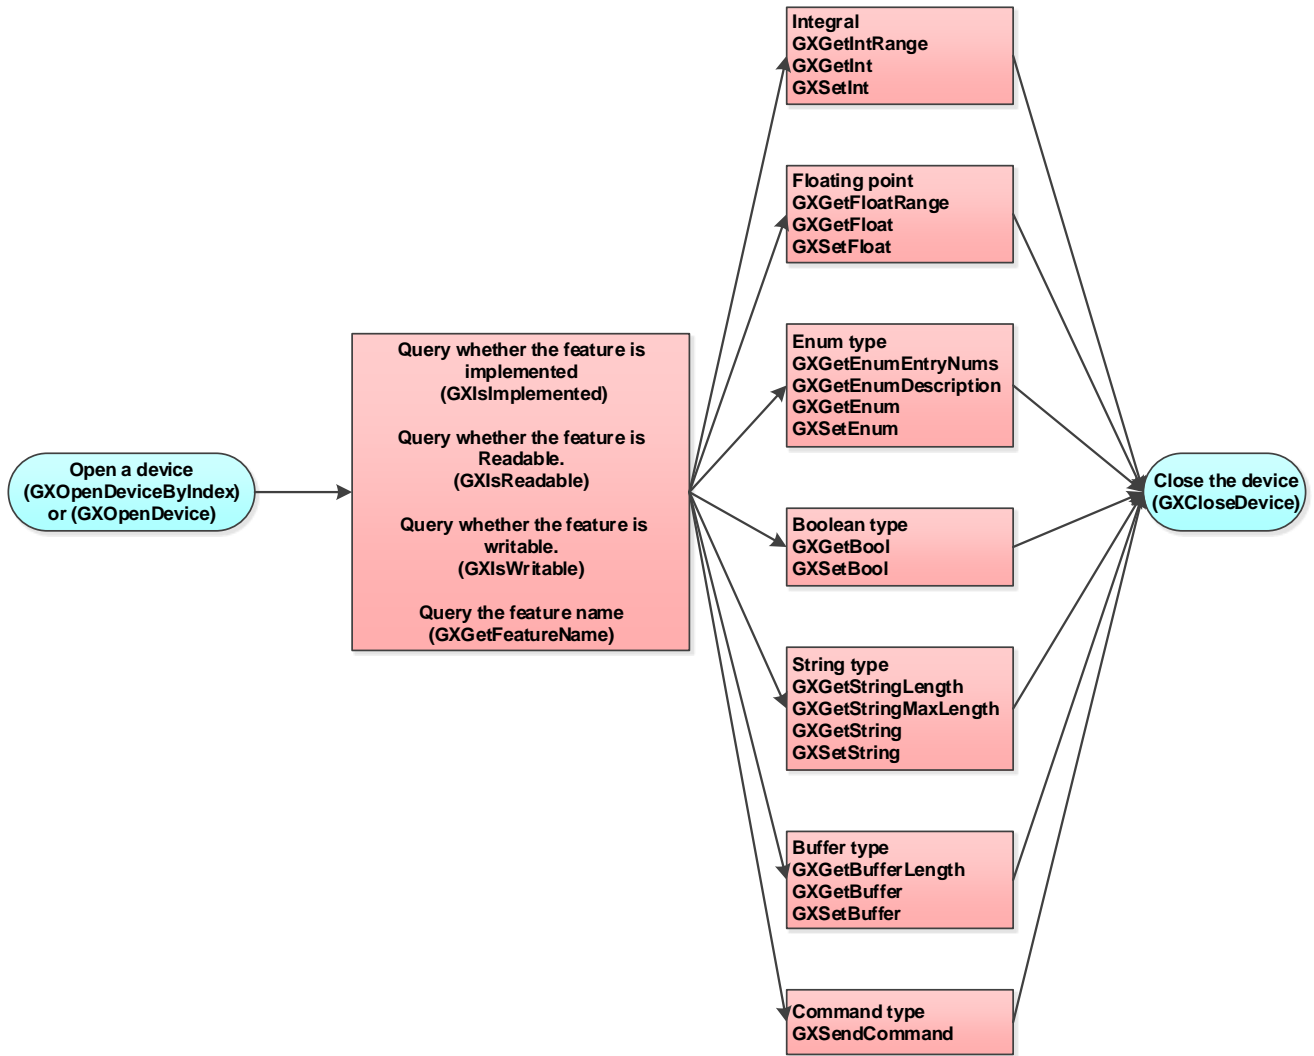 Open a device
(GXOpenDeviceByIndex)
or (GXOpenDevice)
Query whether the feature is
implemented
(GXIsImplemented)
Query whether the feature is
Readable.
(GXIsReadable)
Query whether the feature is
writable.
(GXIsWritable)
Query the feature name
(GXGetFeatureName)
Integral
GXGetIntRange
GXGetInt
GXSetInt
Floating point
GXGetFloatRange
GXGetFloat
GXSetFloat
Enum type
GXGetEnumEntryNums
GXGetEnumDescription
GXGetEnum
GXSetEnum
Boolean type
GXGetBool
GXSetBool
String type
GXGetStringLength
GXGetStringMaxLength
GXGetString
GXSetString
Buffer type
GXGetBufferLength
GXGetBuffer
GXSetBuffer
Command type
GXSendCommand
Close the device
(GXCloseDevice)